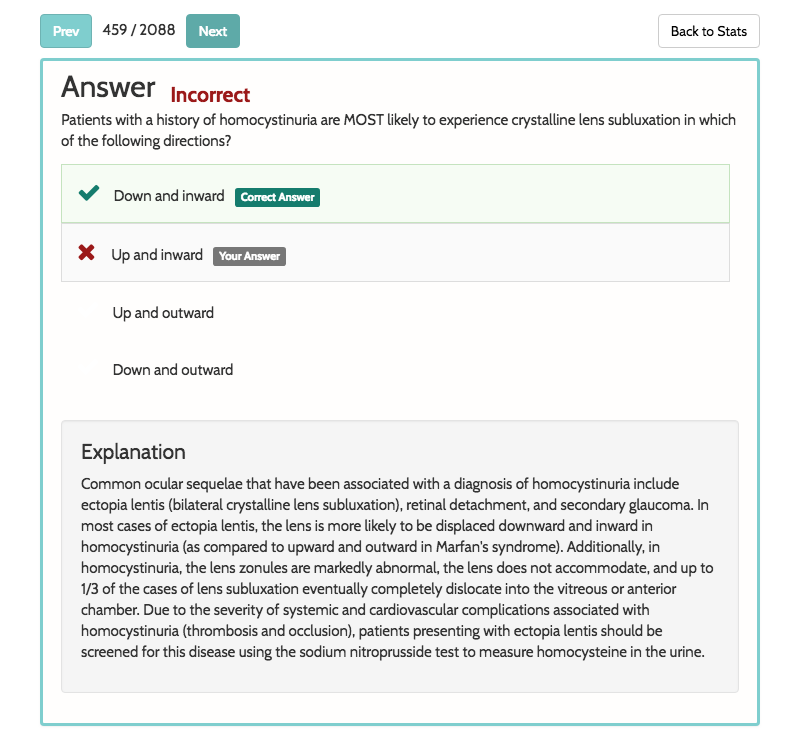 Prev 459 / 2088 Next Back to Stats
Answer Incorrect
Patients with a history of homocystinuria are MOST likely to experience crystalline lens subluxation in which
of the following directions?
Down and inward Correct Answer
Up and inward Your Answer
Up and outward
Down and outward
Explanation
Common ocular sequelae that have been associated with a diagnosis of homocystinuria include
ectopia lentis (bilateral crystalline lens subluxation), retinal detachment, and secondary glaucoma. In
most cases of ectopia lentis, the lens is more likely to be displaced downward and inward in
homocystinuria (as compared to upward and outward in Marfan's syndrome). Additionally, in
homocystinuria, the lens zonules are markedly abnormal, the lens does not accommodate, and up to
1/3 of the cases of lens subluxation eventually completely dislocate into the vitreous or anterior
chamber. Due to the severity of systemic and cardiovascular complications associated with
homocystinuria (thrombosis and occlusion), patients presenting with ectopia lentis should be
screened for this disease using the sodium nitroprusside test to measure homocysteine in the urine.